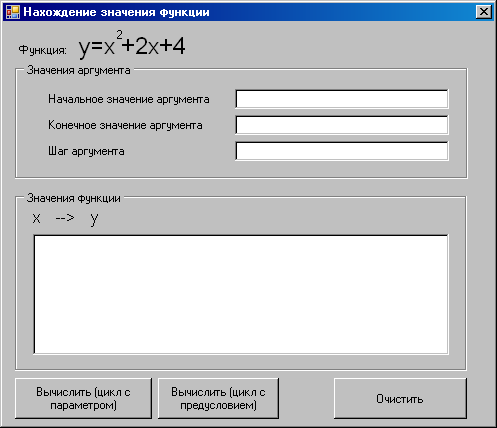 Нахождение значения функции
Функция: y=x²+2x+4
Значения аргумента
Начальное значение аргумента
Конечное значение аргумента
Шаг аргумента
Значения функции
x --> y
Вычислить (цикл с
параметром)
Вычислить (цикл с
предусловием)
Очистить